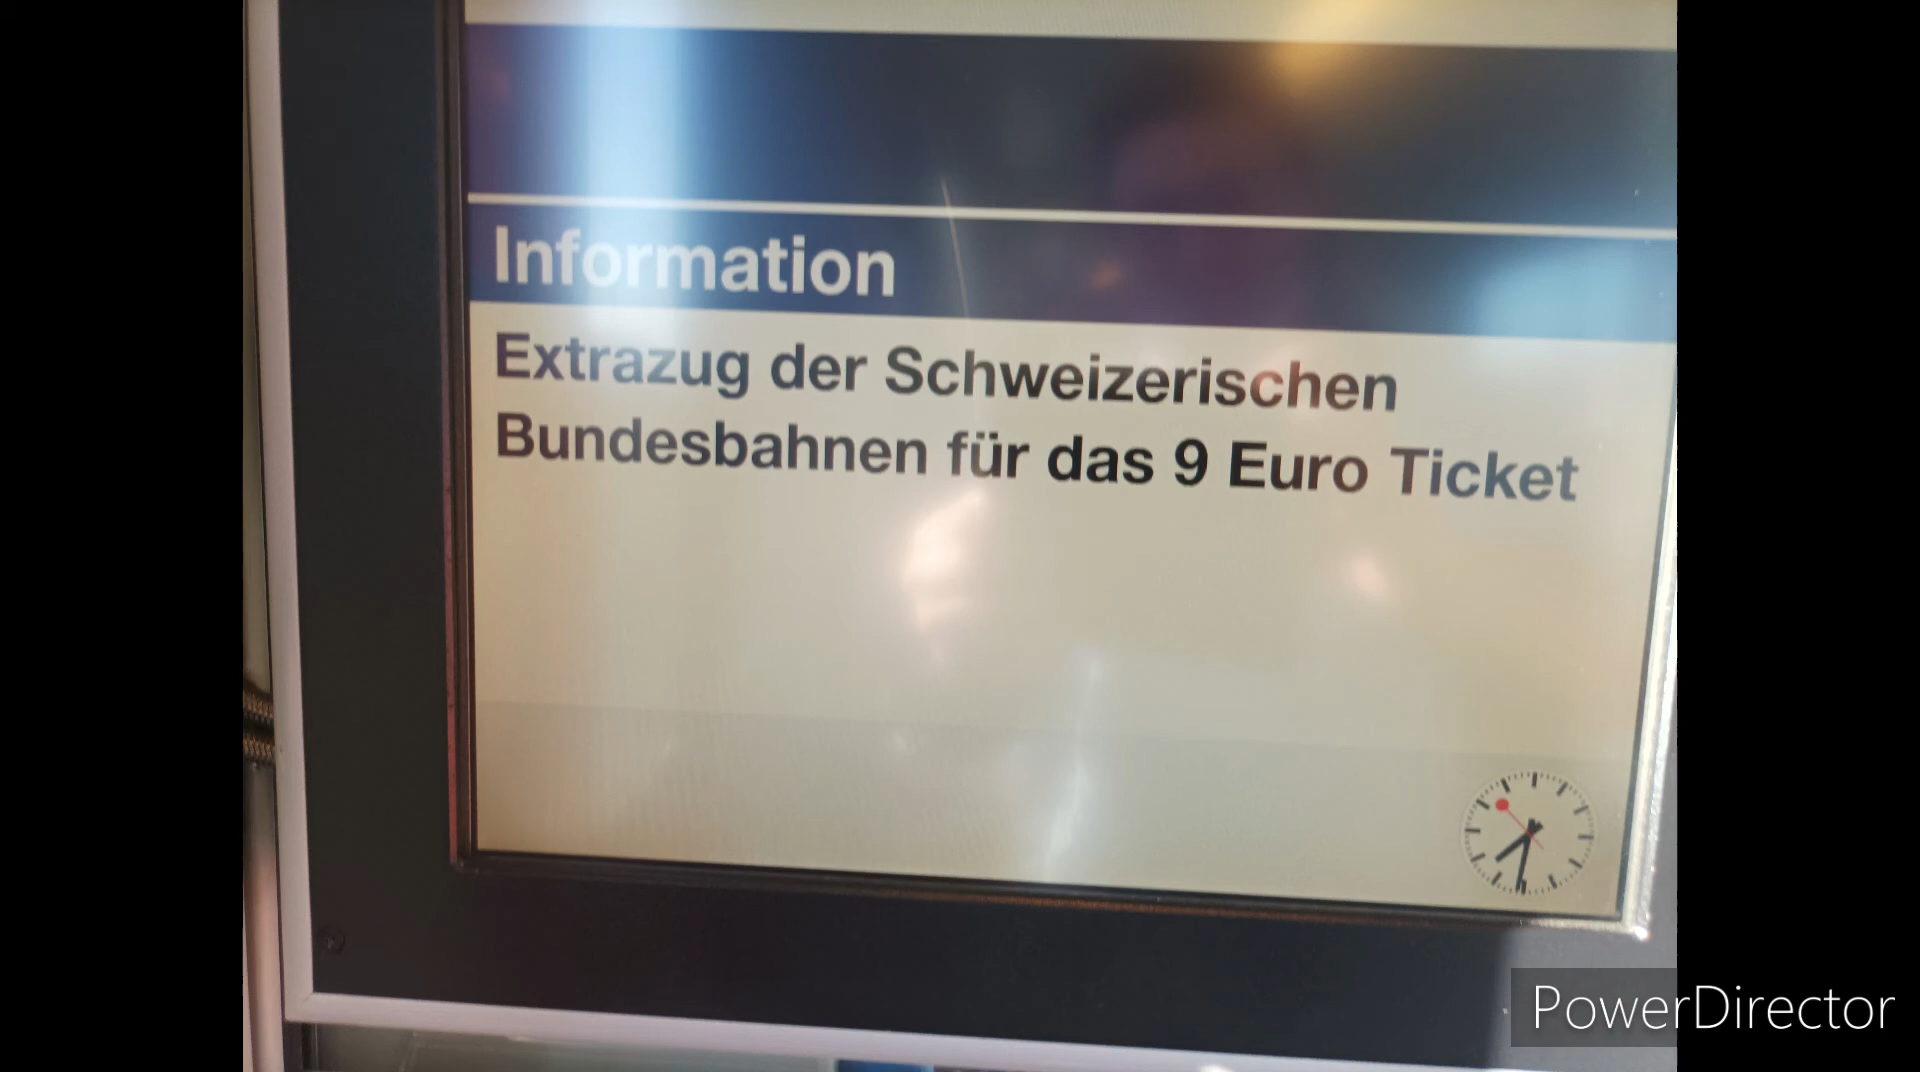 Information
Extrazug der Schweizerischen
Bundesbahnen für das 9 Euro Ticket
PowerDirector